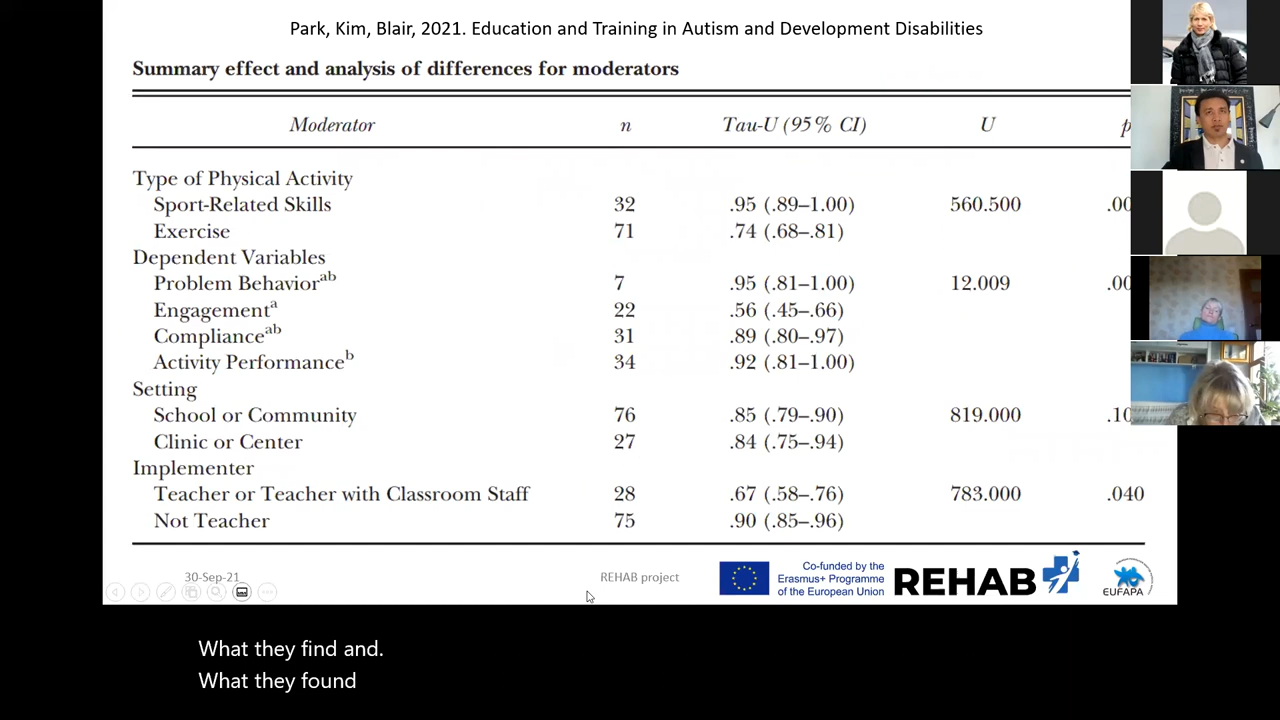 Park, Kim, Blair, 2021. Education and Training in Autism and Development Disabilities
Summary effect and analysis of differences for moderators
Moderator n Tau-U (95% CI) U p
Type of Physical Activity
Sport-Related Skills 32 .95 (.89–1.00) 560.500 .00
Exercise 71 .74 (.68–.81)
Dependent Variables
Problem Behavior^ab 7 .95 (.81–1.00) 12.009 .00
Engagement^a 22 .56 (.45–.66)
Compliance^ab 31 .89 (.80–.97)
Activity Performance^b 34 .92 (.81–1.00)
Setting
School or Community 76 .85 (.79–.90) 819.000 .10
Clinic or Center 27 .84 (.75–.94)
Implementer
Teacher or Teacher with Classroom Staff 28 .67 (.58–.76) 783.000 .040
Not Teacher 75 .90 (.85–.96)
30-Sep-21
REHAB project
Co-funded by the
Erasmus+ Programme
of the European Union
REHAB
EUFAPA
What they find and.
What they found